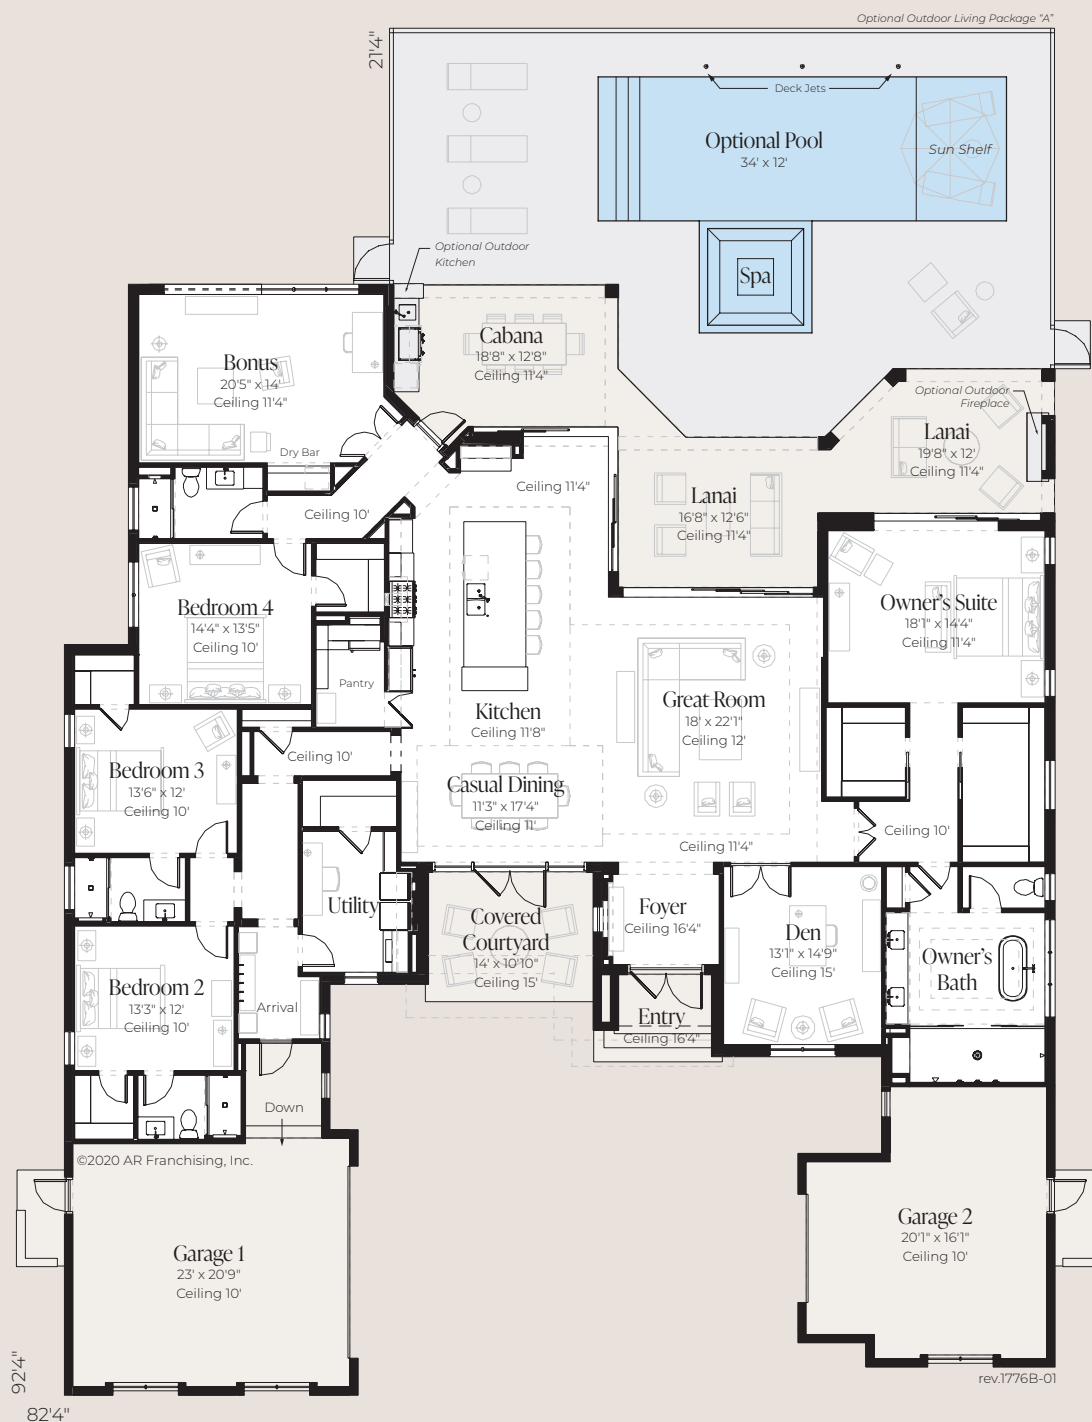 Optional Outdoor Living Package "A"
21'4"
Deck Jets
Optional Pool
34' x 12'
Sun Shelf
Optional Outdoor
Kitchen
Spa
Cabana
18'8" x 12'8"
Ceiling 11'4"
Bonus
20'5" x 14'
Ceiling 11'4"
Dry Bar
Optional Outdoor
Fireplace
Lanai
19'8" x 12'
Ceiling 11'4"
Ceiling 11'4"
Lanai
16'8" x 12'6"
Ceiling 11'4"
Ceiling 10'
Bedroom 4
14'4" x 13'5"
Ceiling 10'
Owner's Suite
18'1" x 14'4"
Ceiling 11'4"
Pantry
Kitchen
Ceiling 11'8"
Great Room
18' x 22'1"
Ceiling 12'
Ceiling 10'
Bedroom 3
13'6" x 12'
Ceiling 10'
Casual Dining
11'3" x 17'4"
Ceiling 11'
Ceiling 11'4"
Ceiling 10'
Utility
Covered
Courtyard
14' x 10'10"
Ceiling 15'
Foyer
Ceiling 16'4"
Den
13'1" x 14'9"
Ceiling 15'
Owner's
Bath
Bedroom 2
13'3" x 12'
Ceiling 10'
Arrival
Entry
Ceiling 16'4"
Down
©2020 AR Franchising, Inc.
Garage 1
23' x 20'9"
Ceiling 10'
Garage 2
20'1" x 16'1"
Ceiling 10'
rev.1776B-01
92'4"
82'4"